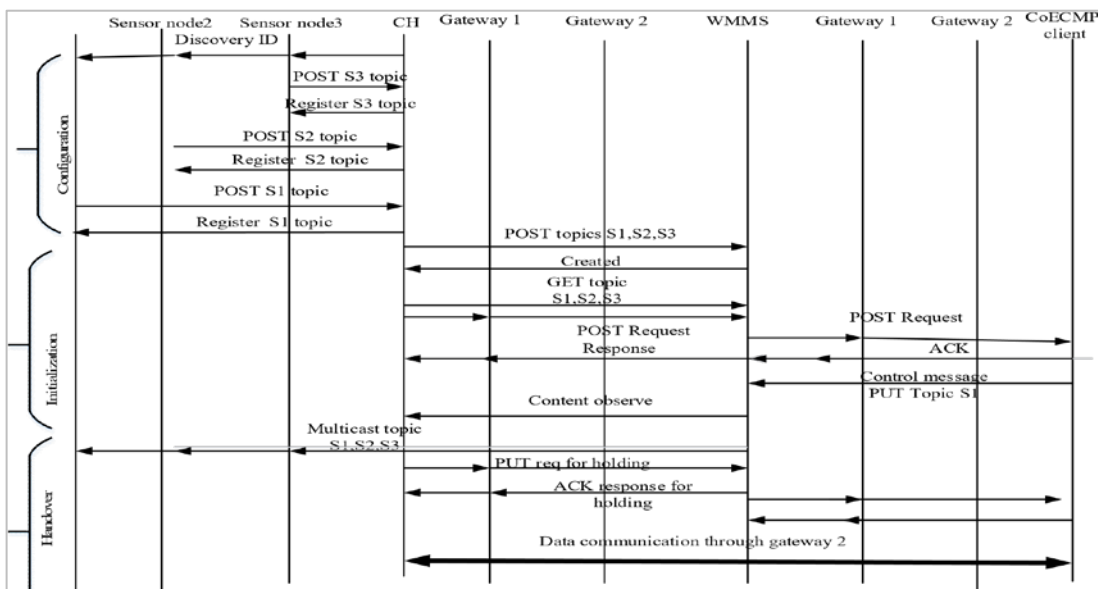 Sensor node2
Sensor node3
CH
Gateway 1
Gateway 2
WMMS
Gateway 1
Gateway 2
CoECMP
client
Discovery ID
POST S3 topic
Register S3 topic
POST S2 topic
Register S2 topic
POST S1 topic
Register S1 topic
Configuration
POST topics S1,S2,S3
Created
GET topic
S1,S2,S3
POST Request
POST Request
Response
ACK
Control message
PUT Topic S1
Content observe
Initialization
Multicast topic
S1,S2,S3
PUT req for holding
ACK response for
holding
Data communication through gateway 2
Handover